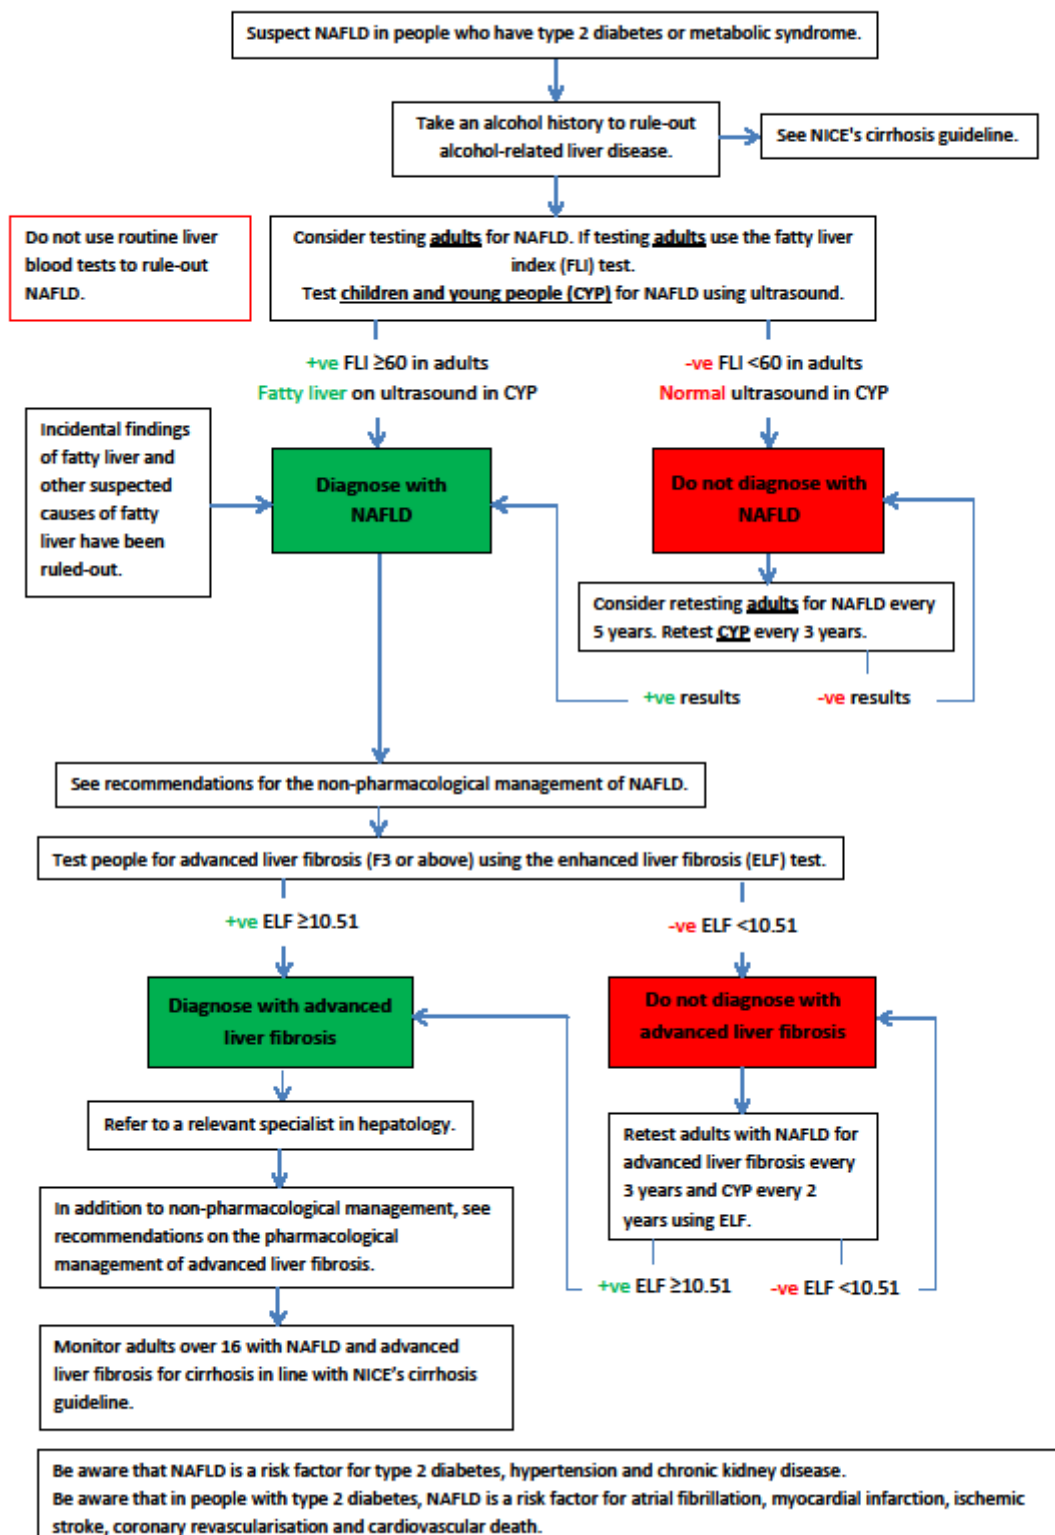 Suspect NAFLD in people who have type 2 diabetes or metabolic syndrome.
Take an alcohol history to rule-out
alcohol-related liver disease.
See NICE's cirrhosis guideline.
Do not use routine liver
blood tests to rule-out
NAFLD.
Consider testing adults for NAFLD. If testing adults use the fatty liver
index (FLI) test.
Test children and young people (CYP) for NAFLD using ultrasound.
+ve FLI ≥60 in adults
Fatty liver on ultrasound in CYP
-ve FLI <60 in adults
Normal ultrasound in CYP
Incidental findings
of fatty liver and
other suspected
causes of fatty
liver have been
ruled-out.
Diagnose with
NAFLD
Do not diagnose with
NAFLD
Consider retesting adults for NAFLD every
5 years. Retest CYP every 3 years.
+ve results
-ve results
See recommendations for the non-pharmacological management of NAFLD.
Test people for advanced liver fibrosis (F3 or above) using the enhanced liver fibrosis (ELF) test.
+ve ELF ≥10.51
-ve ELF <10.51
Diagnose with advanced
liver fibrosis
Do not diagnose with
advanced liver fibrosis
Refer to a relevant specialist in hepatology.
Retest adults with NAFLD for
advanced liver fibrosis every
3 years and CYP every 2
years using ELF.
In addition to non-pharmacological management, see
recommendations on the pharmacological
management of advanced liver fibrosis.
+ve ELF ≥10.51
-ve ELF <10.51
Monitor adults over 16 with NAFLD and advanced
liver fibrosis for cirrhosis in line with NICE's cirrhosis
guideline.
Be aware that NAFLD is a risk factor for type 2 diabetes, hypertension and chronic kidney disease.
Be aware that in people with type 2 diabetes, NAFLD is a risk factor for atrial fibrillation, myocardial infarction, ischemic
stroke, coronary revascularisation and cardiovascular death.